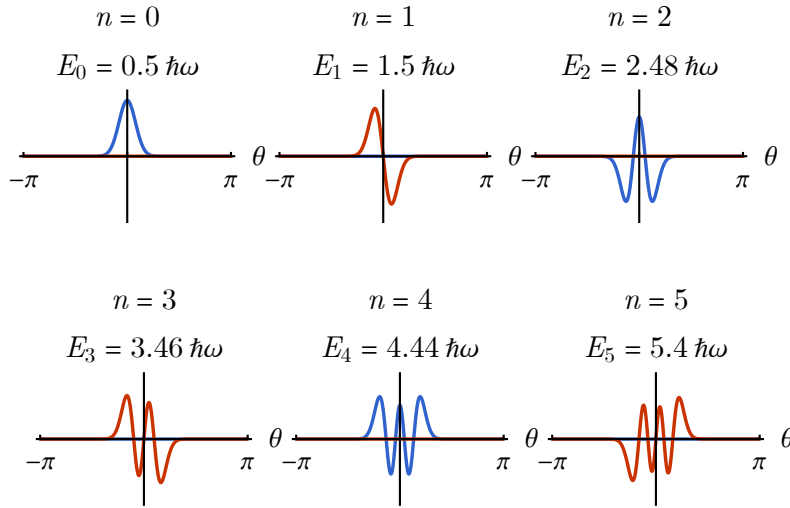 n = 0
E₀ = 0.5 ℏω
θ
−π
π
n = 1
E₁ = 1.5 ℏω
θ
−π
π
n = 2
E₂ = 2.48 ℏω
θ
−π
π
n = 3
E₃ = 3.46 ℏω
θ
−π
π
n = 4
E₄ = 4.44 ℏω
θ
−π
π
n = 5
E₅ = 5.4 ℏω
θ
−π
π